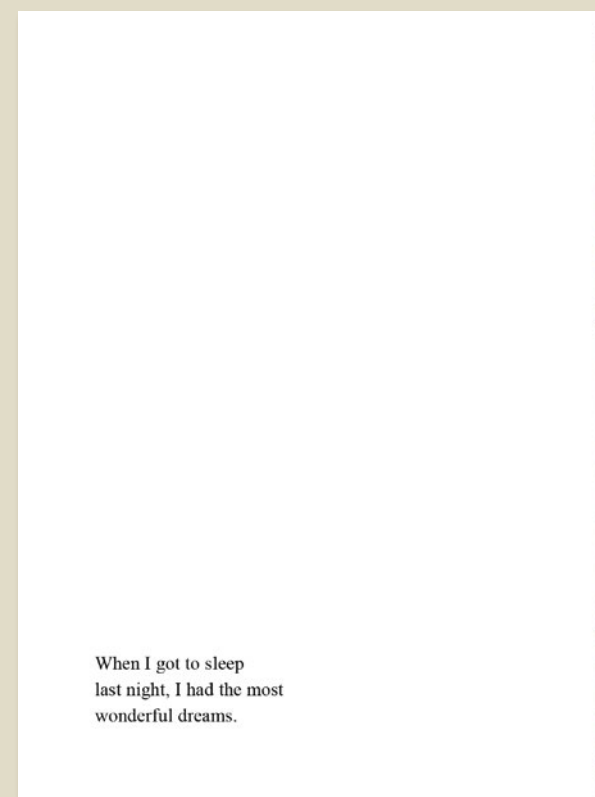 When I got to sleep
last night, I had the most
wonderful dreams.